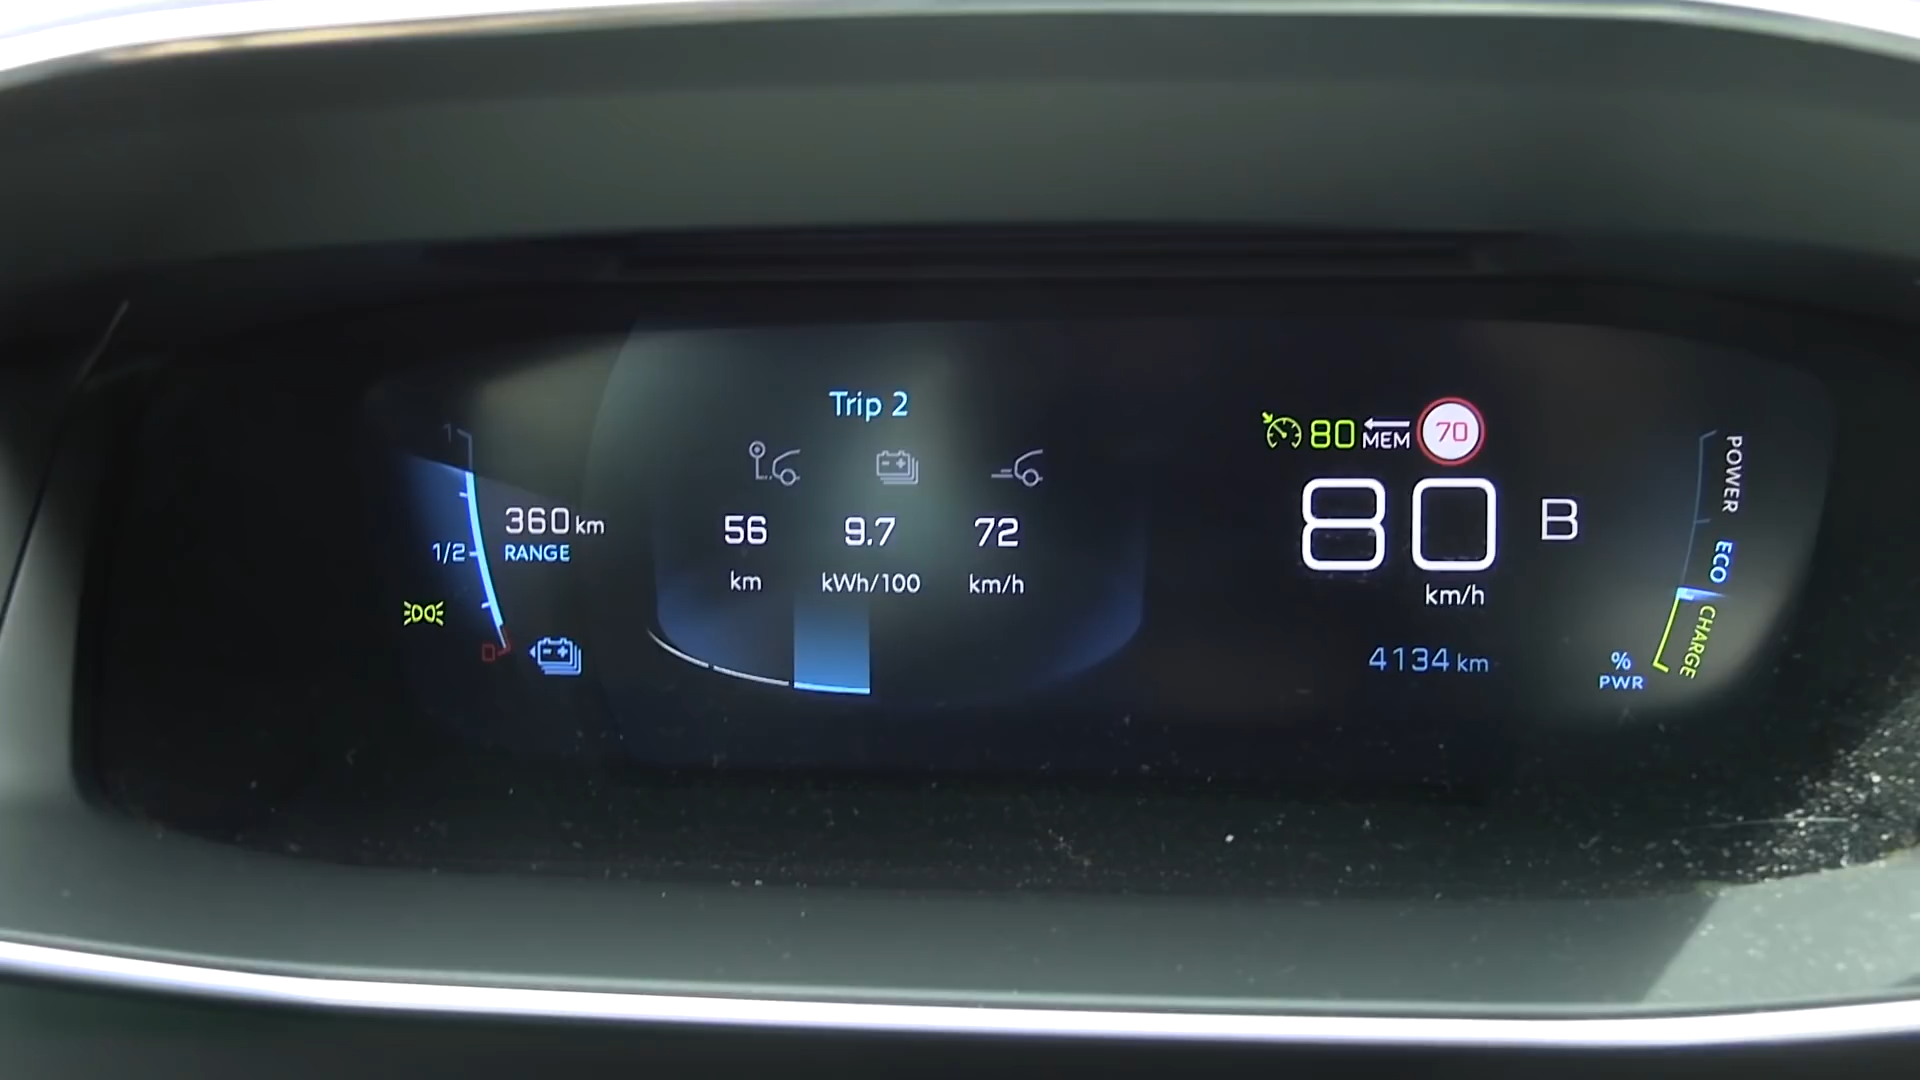 Trip 2
1
80 MEM 70
POWER
360 km
56 9.7 72
80 B
1/2 RANGE
km kWh/100 km/h
km/h
ECO
CHARGE
0
4134 km
%
PWR